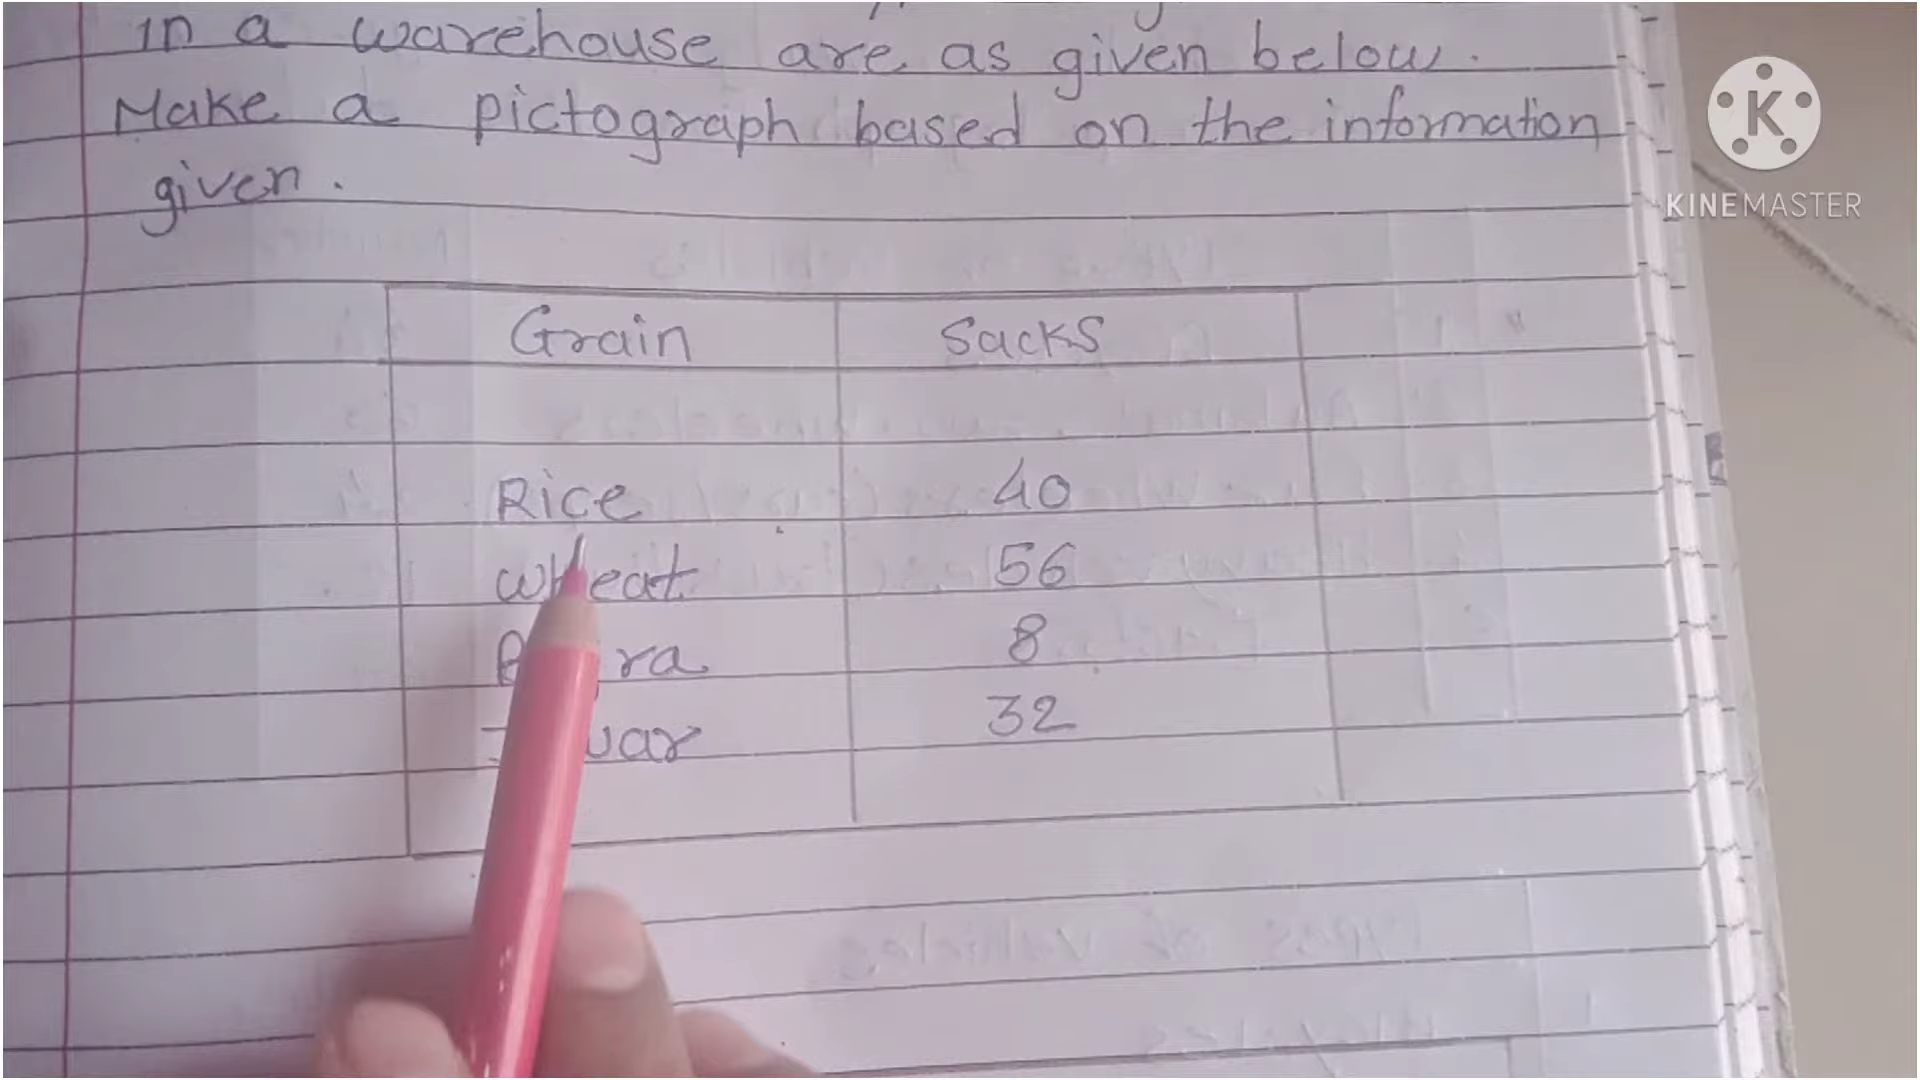 in a warehouse are as given below.
Make a pictograph based on the information
given.
Grain Sacks
Rice 40
Wheat 56
8
32
K
KINEMASTER